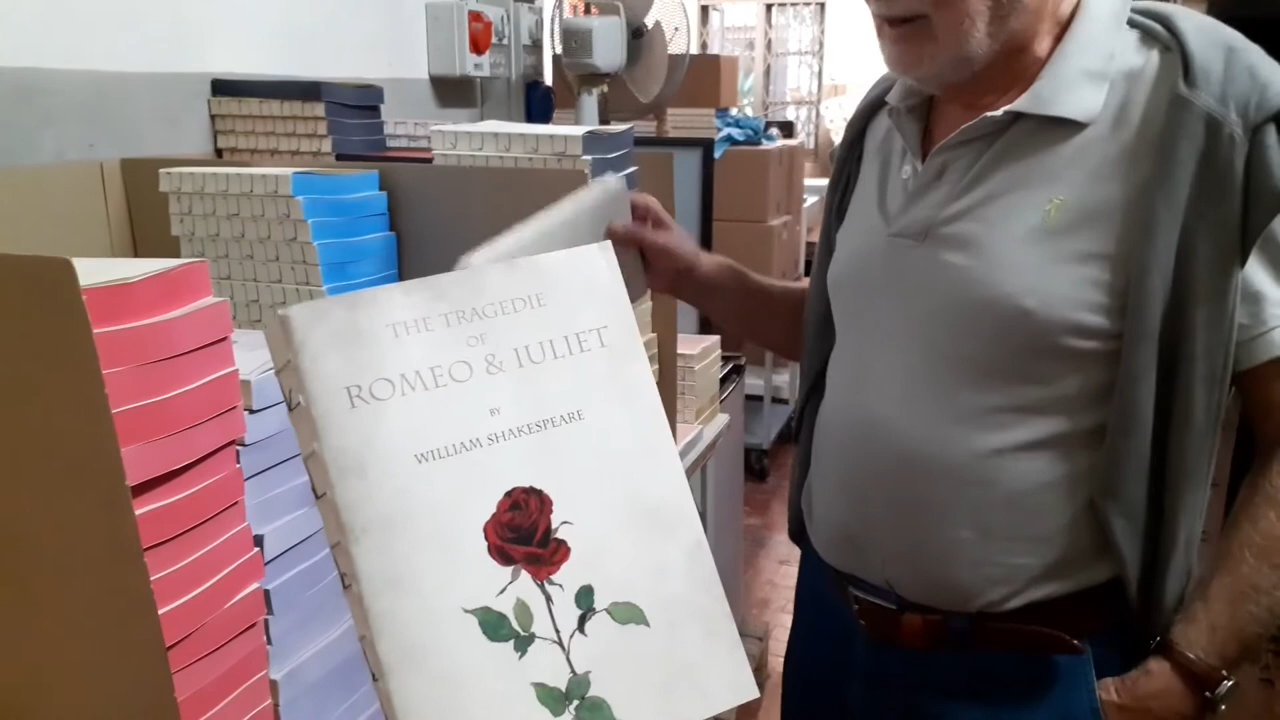 THE TRAGEDIE
OF
ROMEO & IULIET
BY
WILLIAM SHAKESPEARE